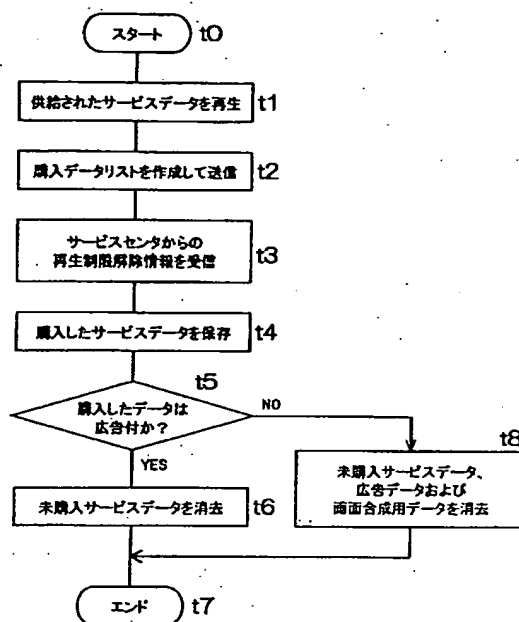 スタート t0
供給されたサービスデータを再生 t1
購入データリストを作成して送信 t2
サービスセンタからの
再生制限解除情報を受信 t3
購入したサービスデータを保存 t4
t5
購入したデータは
広告付か？
NO
YES
t8
未購入サービスデータ、
広告データおよび
画面合成用データを消去
未購入サービスデータを消去 t6
エンド t7